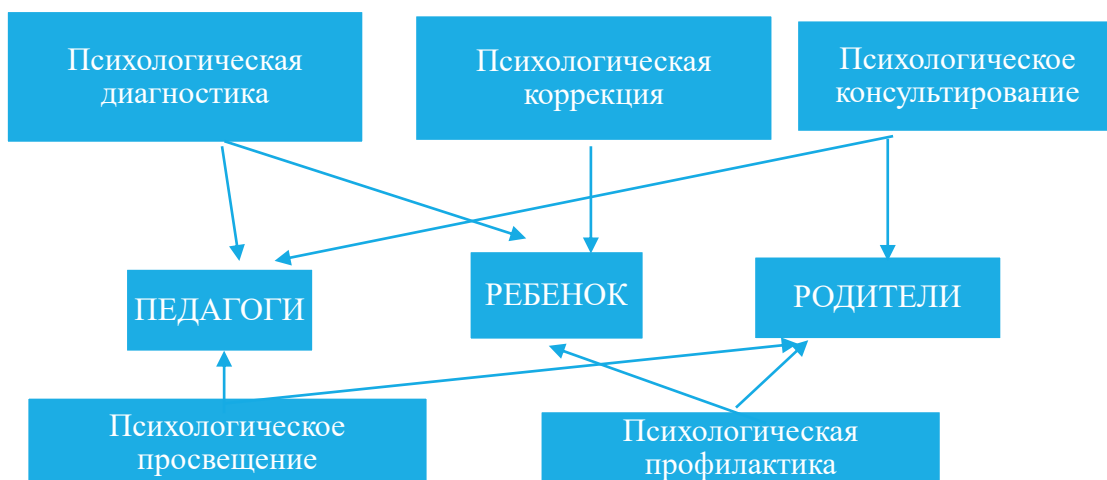 Психологическая
диагностика
Психологическая
коррекция
Психологическое
консультирование
ПЕДАГОГИ
РЕБЕНОК
РОДИТЕЛИ
Психологическое
просвещение
Психологическая
профилактика